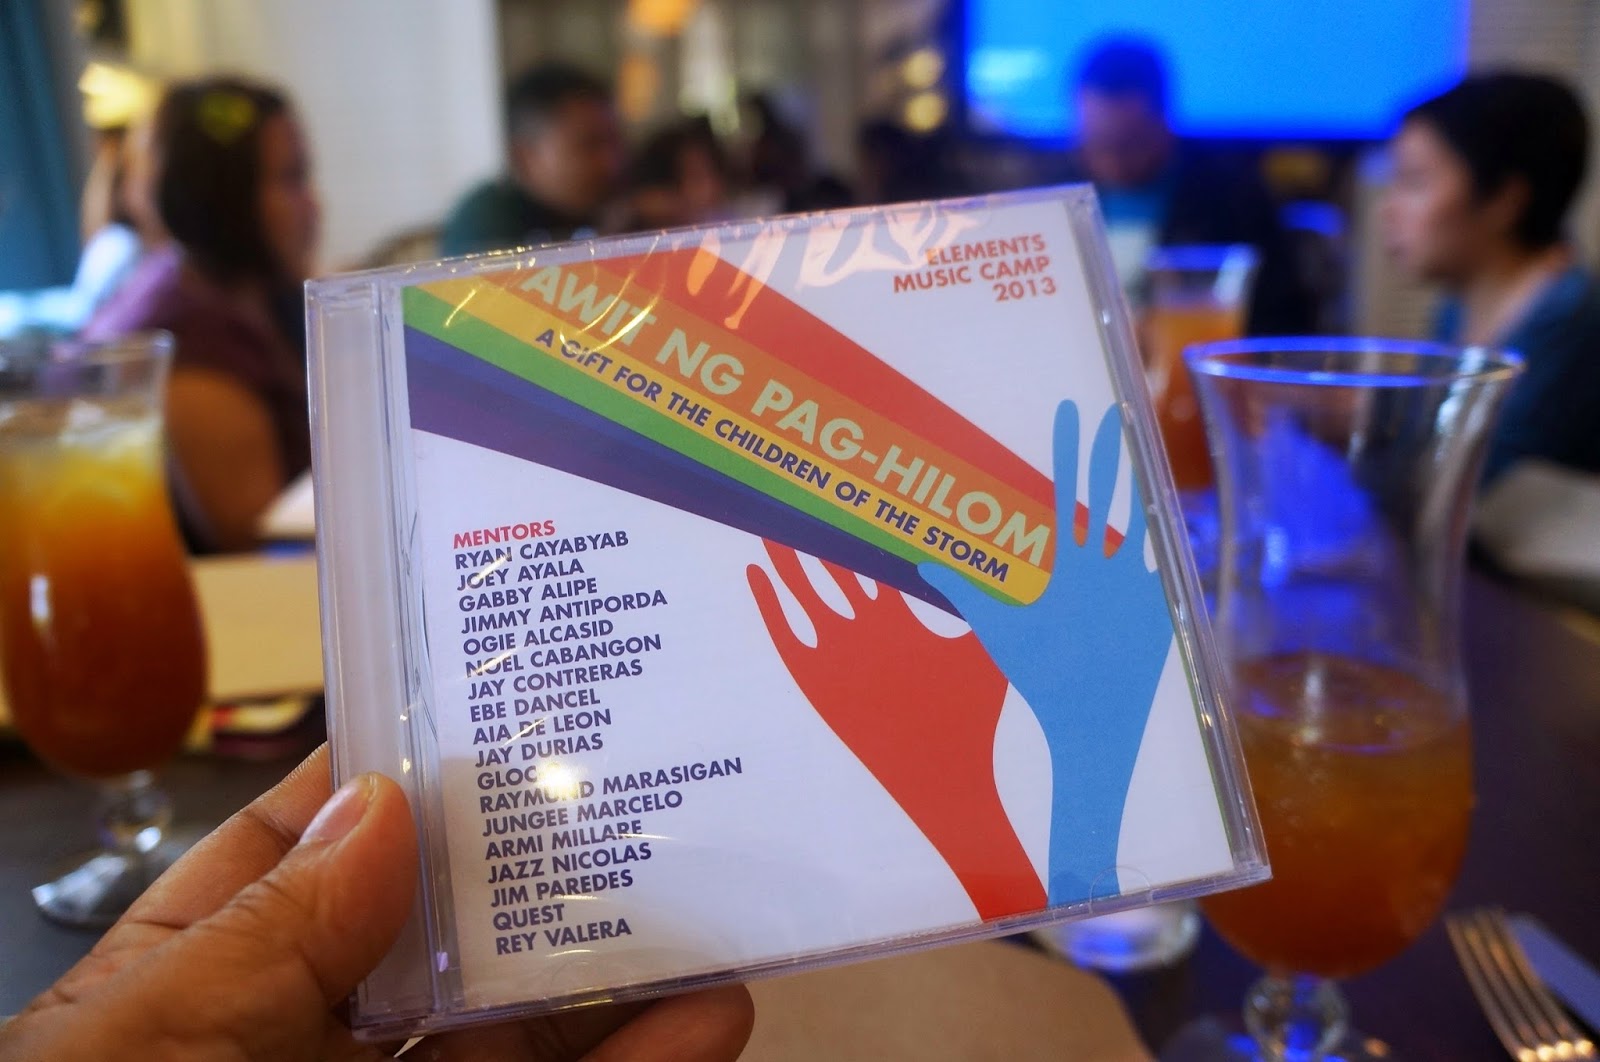 ELEMENTS
MUSIC CAMP
2013
AWIT NG PAG-HILOM
A GIFT FOR THE CHILDREN OF THE STORM
MENTORS
RYAN CAYABYAB
JOEY AYALA
GABBY ALIPE
JIMMY ANTIPORDA
OGIE ALCASID
NOEL CABANGON
JAY CONTRERAS
EBE DANCEL
AIA DE LEON
JAY DURIAS
RAYMUND MARASIGAN
JUNGEE MARCELO
ARMI MILLARE
JAZZ NICOLAS
JIM PAREDES
QUEST
REY VALERA